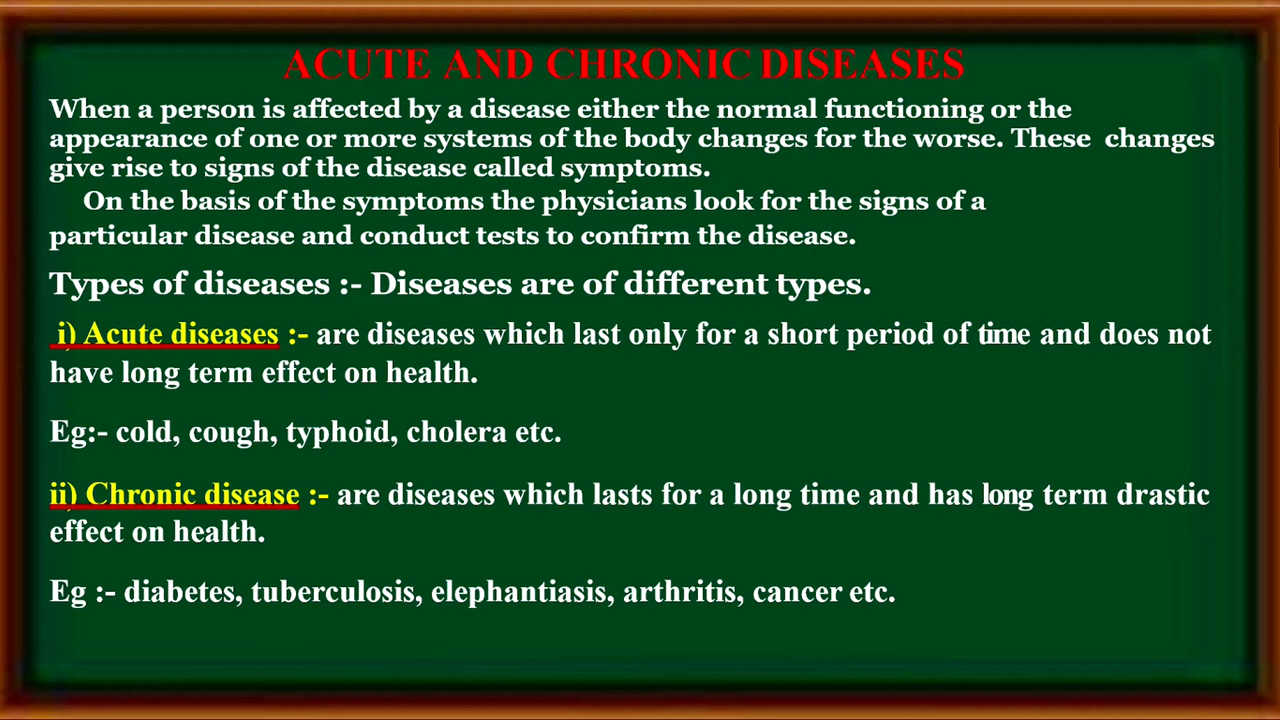 ACUTE AND CHRONIC DISEASES
When a person is affected by a disease either the normal functioning or the
appearance of one or more systems of the body changes for the worse. These changes
give rise to signs of the disease called symptoms.
On the basis of the symptoms the physicians look for the signs of a
particular disease and conduct tests to confirm the disease.
Types of diseases :- Diseases are of different types.
i) Acute diseases :- are diseases which last only for a short period of time and does not
have long term effect on health.
Eg:- cold, cough, typhoid, cholera etc.
ii) Chronic disease :- are diseases which lasts for a long time and has long term drastic
effect on health.
Eg :- diabetes, tuberculosis, elephantiasis, arthritis, cancer etc.